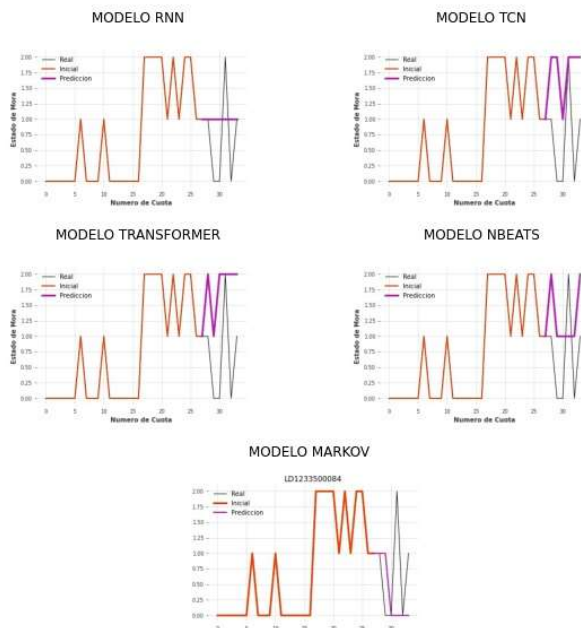 MODELO RNN
MODELO TCN
Real
Inicial
Prediccion
Estado de Mora
2.00
1.75
1.50
1.25
1.00
0.75
0.50
0.25
0.00
0 5 10 15 20 25 30
Numero de Cuota
Real
Inicial
Prediccion
Estado de Mora
2.00
1.75
1.50
1.25
1.00
0.75
0.50
0.25
0.00
0 5 10 15 20 25 30
Numero de Cuota
MODELO TRANSFORMER
MODELO NBEATS
Real
Inicial
Prediccion
Estado de Mora
2.00
1.75
1.50
1.25
1.00
0.75
0.50
0.25
0.00
0 5 10 15 20 25 30
Numero de Cuota
Real
Inicial
Prediccion
Estado de Mora
2.00
1.75
1.50
1.25
1.00
0.75
0.50
0.25
0.00
0 5 10 15 20 25 30
Numero de Cuota
MODELO MARKOV
LD1233500084
Real
Inicial
Prediccion
Estado de Mora
2.00
1.75
1.50
1.25
1.00
0.75
0.50
0.25
0.00